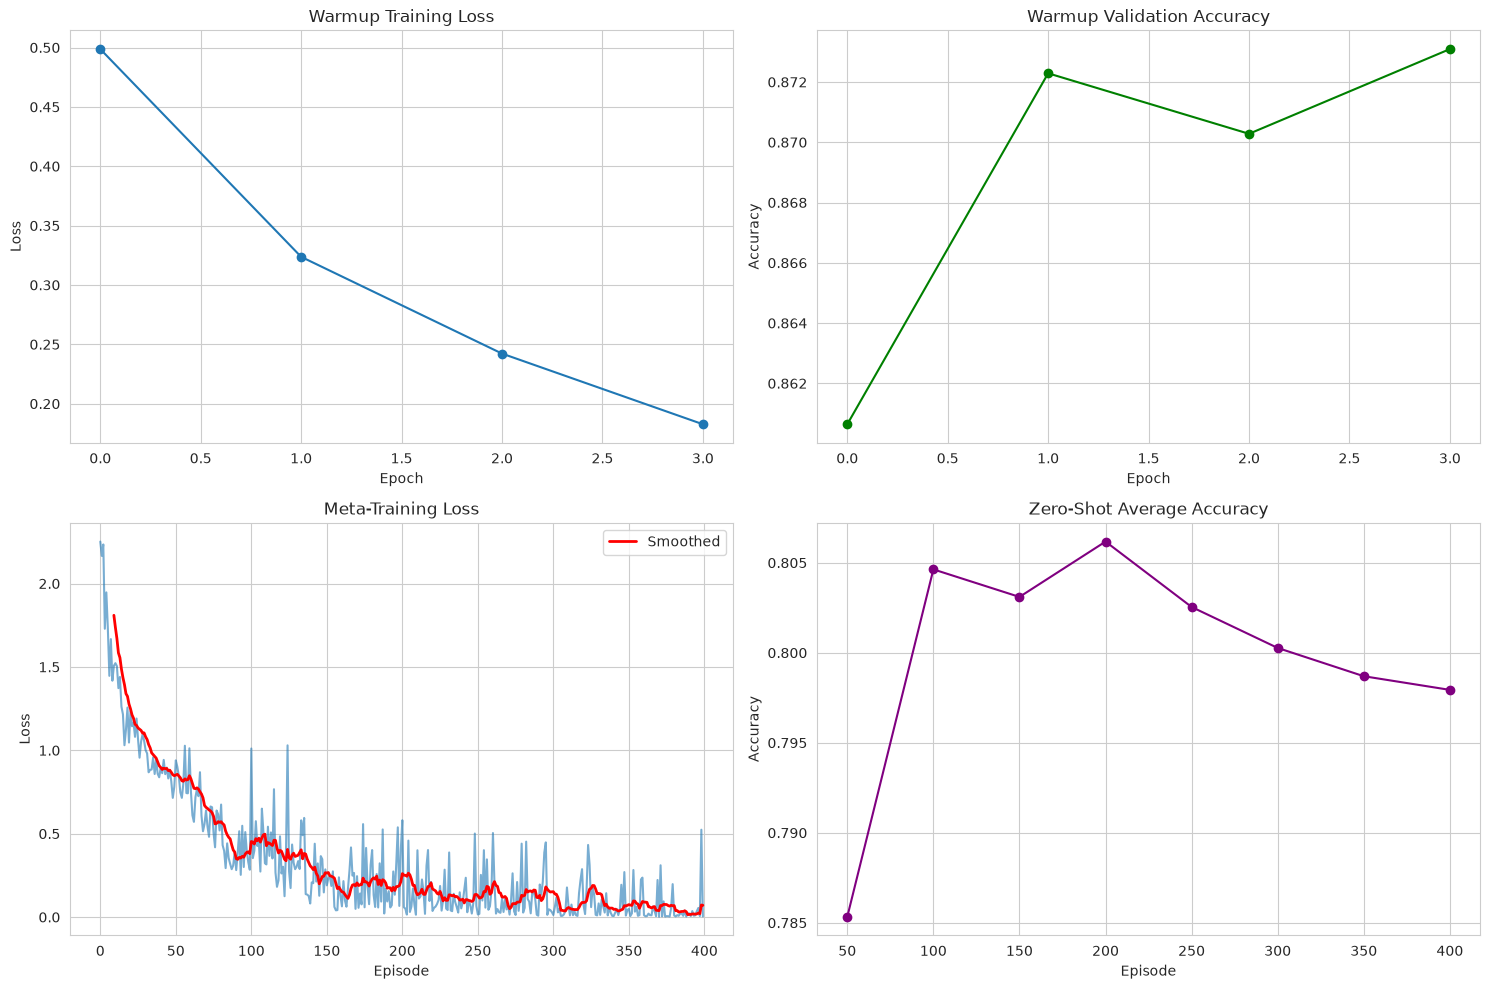 Warmup Training Loss
Loss
0.50
0.45
0.40
0.35
0.30
0.25
0.20
0.0 0.5 1.0 1.5 2.0 2.5 3.0
Epoch
Warmup Validation Accuracy
Accuracy
0.872
0.870
0.868
0.866
0.864
0.862
0.0 0.5 1.0 1.5 2.0 2.5 3.0
Epoch
Meta-Training Loss
Smoothed
Loss
2.0
1.5
1.0
0.5
0.0
0 50 100 150 200 250 300 350 400
Episode
Zero-Shot Average Accuracy
Accuracy
0.805
0.800
0.795
0.790
0.785
50 100 150 200 250 300 350 400
Episode